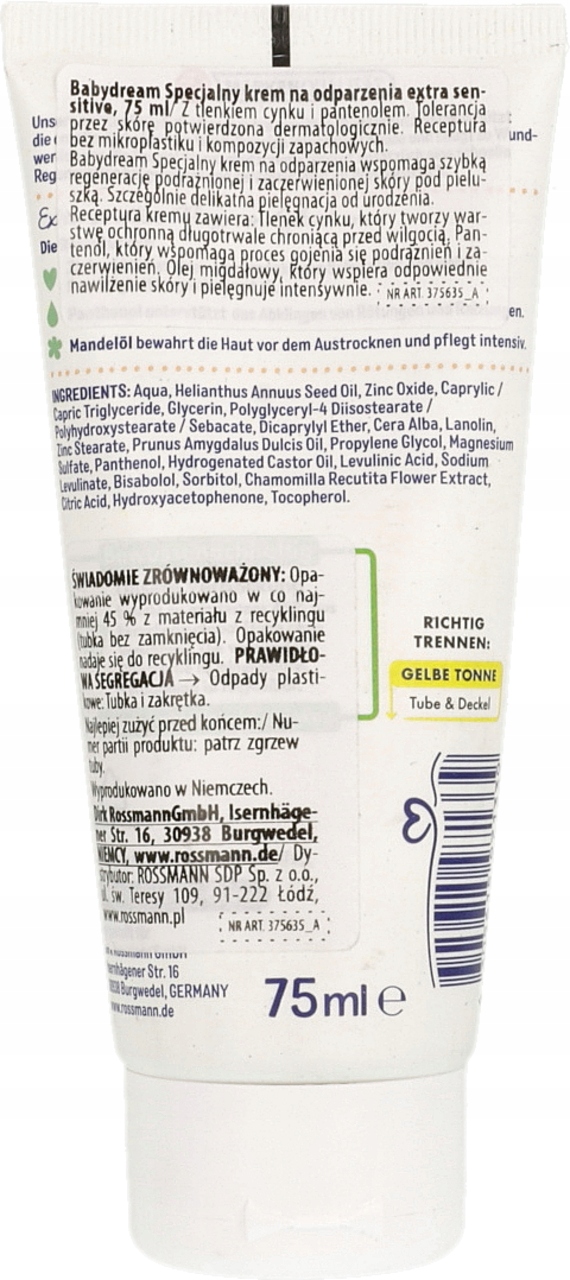 Babydream Specjalny krem na odparzenia extra sen-
sitive, 75 ml/ Z tlenkiem cynku i pantenolem. Tolerancja
przez skórę potwierdzona dermatologicznie. Receptura
bez mikroplastiku i kompozycji zapachowych.
Babydream Specjalny krem na odparzenia wspomaga szybką
regenerację podrażnionej i zaczerwienionej skóry pod pielu-
szką. Szczególnie delikatna pielęgnacja od urodzenia.
Receptura kremu zawiera: Tlenek cynku, który tworzy war-
stwę ochronną długotrwale chroniącą przed wilgocią. Pan-
tenol, który wspomaga proces gojenia się podrażnień i za-
czerwienień. Olej migdałowy, który wspiera odpowiednie
nawilżenie skóry i pielęgnuje intensywnie. NR ART. 375635_A
Die
Mandelöl bewahrt die Haut vor dem Austrocknen und pflegt intensiv.
INGREDIENTS: Aqua, Helianthus Annuus Seed Oil, Zinc Oxide, Caprylic /
Capric Triglyceride, Glycerin, Polyglyceryl-4 Diisostearate /
Polyhydroxystearate / Sebacate, Dicaprylyl Ether, Cera Alba, Lanolin,
Zinc Stearate, Prunus Amygdalus Dulcis Oil, Propylene Glycol, Magnesium
Sulfate, Panthenol, Hydrogenated Castor Oil, Levulinic Acid, Sodium
Levulinate, Bisabolol, Sorbitol, Chamomilla Recutita Flower Extract,
Citric Acid, Hydroxyacetophenone, Tocopherol.
ŚWIADOMIE ZRÓWNOWAŻONY: Opa-
kowanie wyprodukowano w co naj-
mniej 45 % z materiału z recyklingu
(tubka bez zamknięcia). Opakowanie
nadaje się do recyklingu. PRAWIDŁO-
WA SEGREGACJA → Odpady plasti-
kowe: Tubka i zakrętka.
Najlepiej zużyć przed końcem:/ Nu-
mer partii produktu: patrz zgrzew
tuby.
Wyprodukowano w Niemczech.
Dirk RossmannGmbH, Isernhäge-
ner Str. 16, 30938 Burgwedel,
NIEMCY, www.rossmann.de/ Dy-
strybutor: ROSSMANN SDP Sp. z o.o.,
ul. św. Teresy 109, 91-222 Łódź,
www.rossmann.pl NR ART. 375635_A
RICHTIG
TRENNEN:
GELBE TONNE
Tube & Deckel
Isernhägener Str. 16
30938 Burgwedel, GERMANY
www.rossmann.de
75 ml e